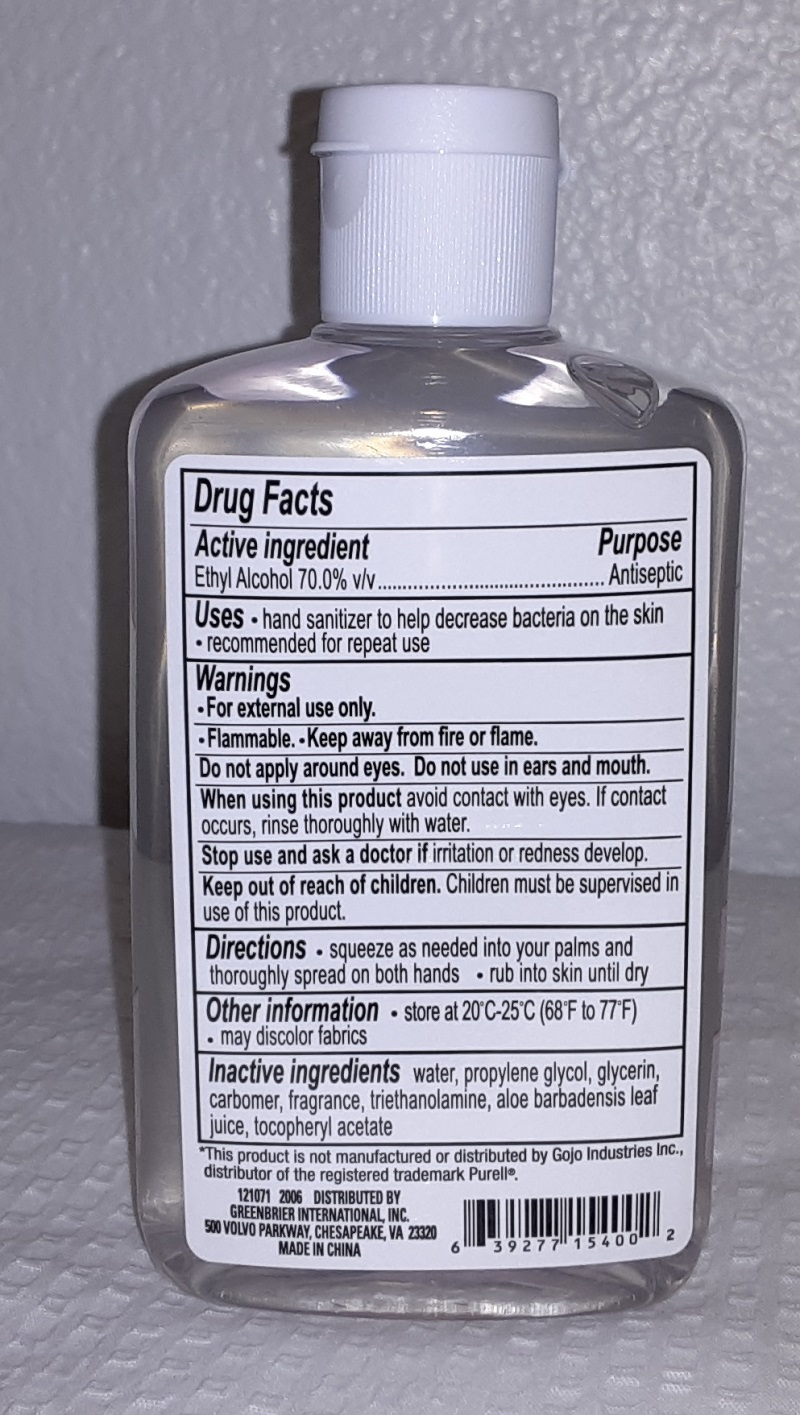 Drug Facts
Active ingredient Purpose
Ethyl Alcohol 70.0% v/v.......................................... Antiseptic
Uses • hand sanitizer to help decrease bacteria on the skin
• recommended for repeat use
Warnings
•For external use only.
•Flammable. •Keep away from fire or flame.
Do not apply around eyes. Do not use in ears and mouth.
When using this product avoid contact with eyes. If contact
occurs, rinse thoroughly with water.
Stop use and ask a doctor if irritation or redness develop.
Keep out of reach of children. Children must be supervised in
use of this product.
Directions • squeeze as needed into your palms and
thoroughly spread on both hands • rub into skin until dry
Other information • store at 20°C-25°C (68°F to 77°F)
• may discolor fabrics
Inactive ingredients water, propylene glycol, glycerin,
carbomer, fragrance, triethanolamine, aloe barbadensis leaf
juice, tocopheryl acetate
*This product is not manufactured or distributed by Gojo Industries Inc.,
distributor of the registered trademark Purell®.
121071 2006 DISTRIBUTED BY
GREENBRIER INTERNATIONAL, INC.
500 VOLVO PARKWAY, CHESAPEAKE, VA 23320
MADE IN CHINA
6 39277 15400 2